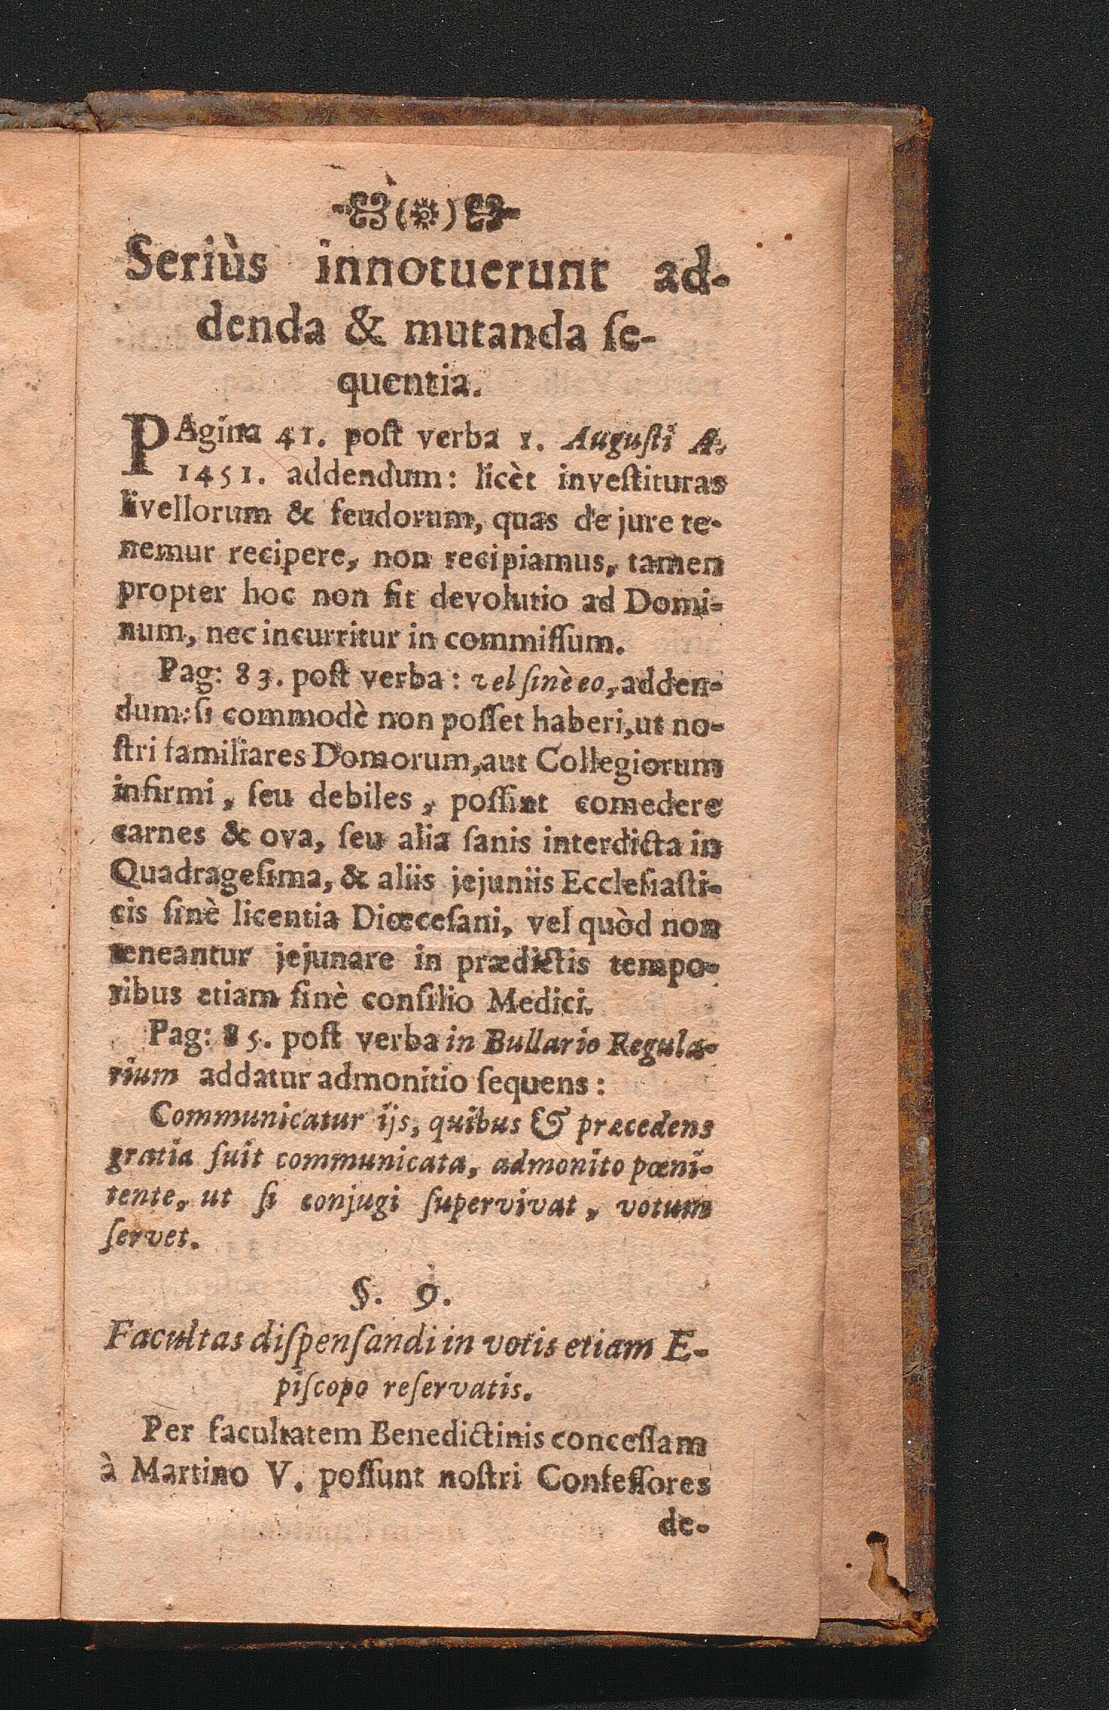 (*)
Seriùs innotuerunt ad-
denda & mutanda ſe-
quentia.
PAgina 41. poſt verba 1. Auguſti A.
1451. addendum: licèt inveſtituras
livellorum & feudorum, quas de jure te-
nemur recipere, non recipiamus, tamen
propter hoc non fit devolutio ad Domi-
num, nec incurritur in commiſſum.
Pag: 83. poſt verba: vel ſinè eo, adden-
dum: ſi commodè non poſſet haberi, ut no-
ſtri familiares Domorum, aut Collegiorum
infirmi, ſeu debiles, poſſint comedere
carnes & ova, ſeu alia ſanis interdicta in
Quadrageſima, & aliis jejuniis Eccleſiaſti-
cis ſinè licentia Diœceſani, vel quòd non
teneantur jejunare in prædictis tempo-
ribus etiam ſinè conſilio Medici.
Pag: 85. poſt verba in Bullario Regula-
rium addatur admonitio ſequens:
Communicatur ijs, quibus & præcedens
gratia fuit communicata, admonito pœni-
tente, ut ſi conjugi ſupervivat, votum
ſervet.
§. 9.
Facultas diſpenſandi in votis etiam E-
piſcopo reſervatis.
Per facultatem Benedictinis conceſſam
à Martino V. poſſunt noſtri Confeſſores
de-